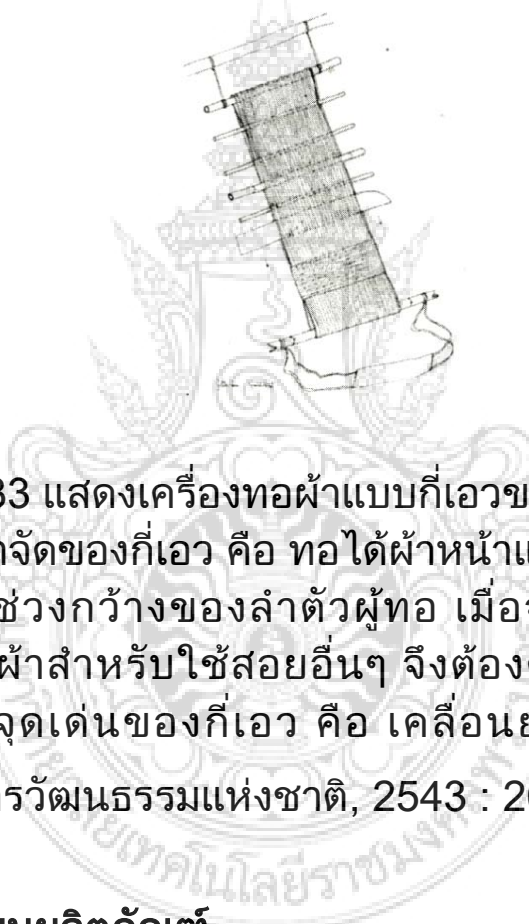 33 แสดงเครื่องทอผ้าแบบกี่เอวข
จัดของกี่เอว คือ ทอได้ผ้าหน้าแ
ช่วงกว้างของลำตัวผู้ทอ เมื่อ
ผ้าสำหรับใช้สอยอื่นๆ จึงต้อง
จุดเด่นของกี่เอว คือ เคลื่อนย
รวัฒนธรรมแห่งชาติ, 2543 : 2